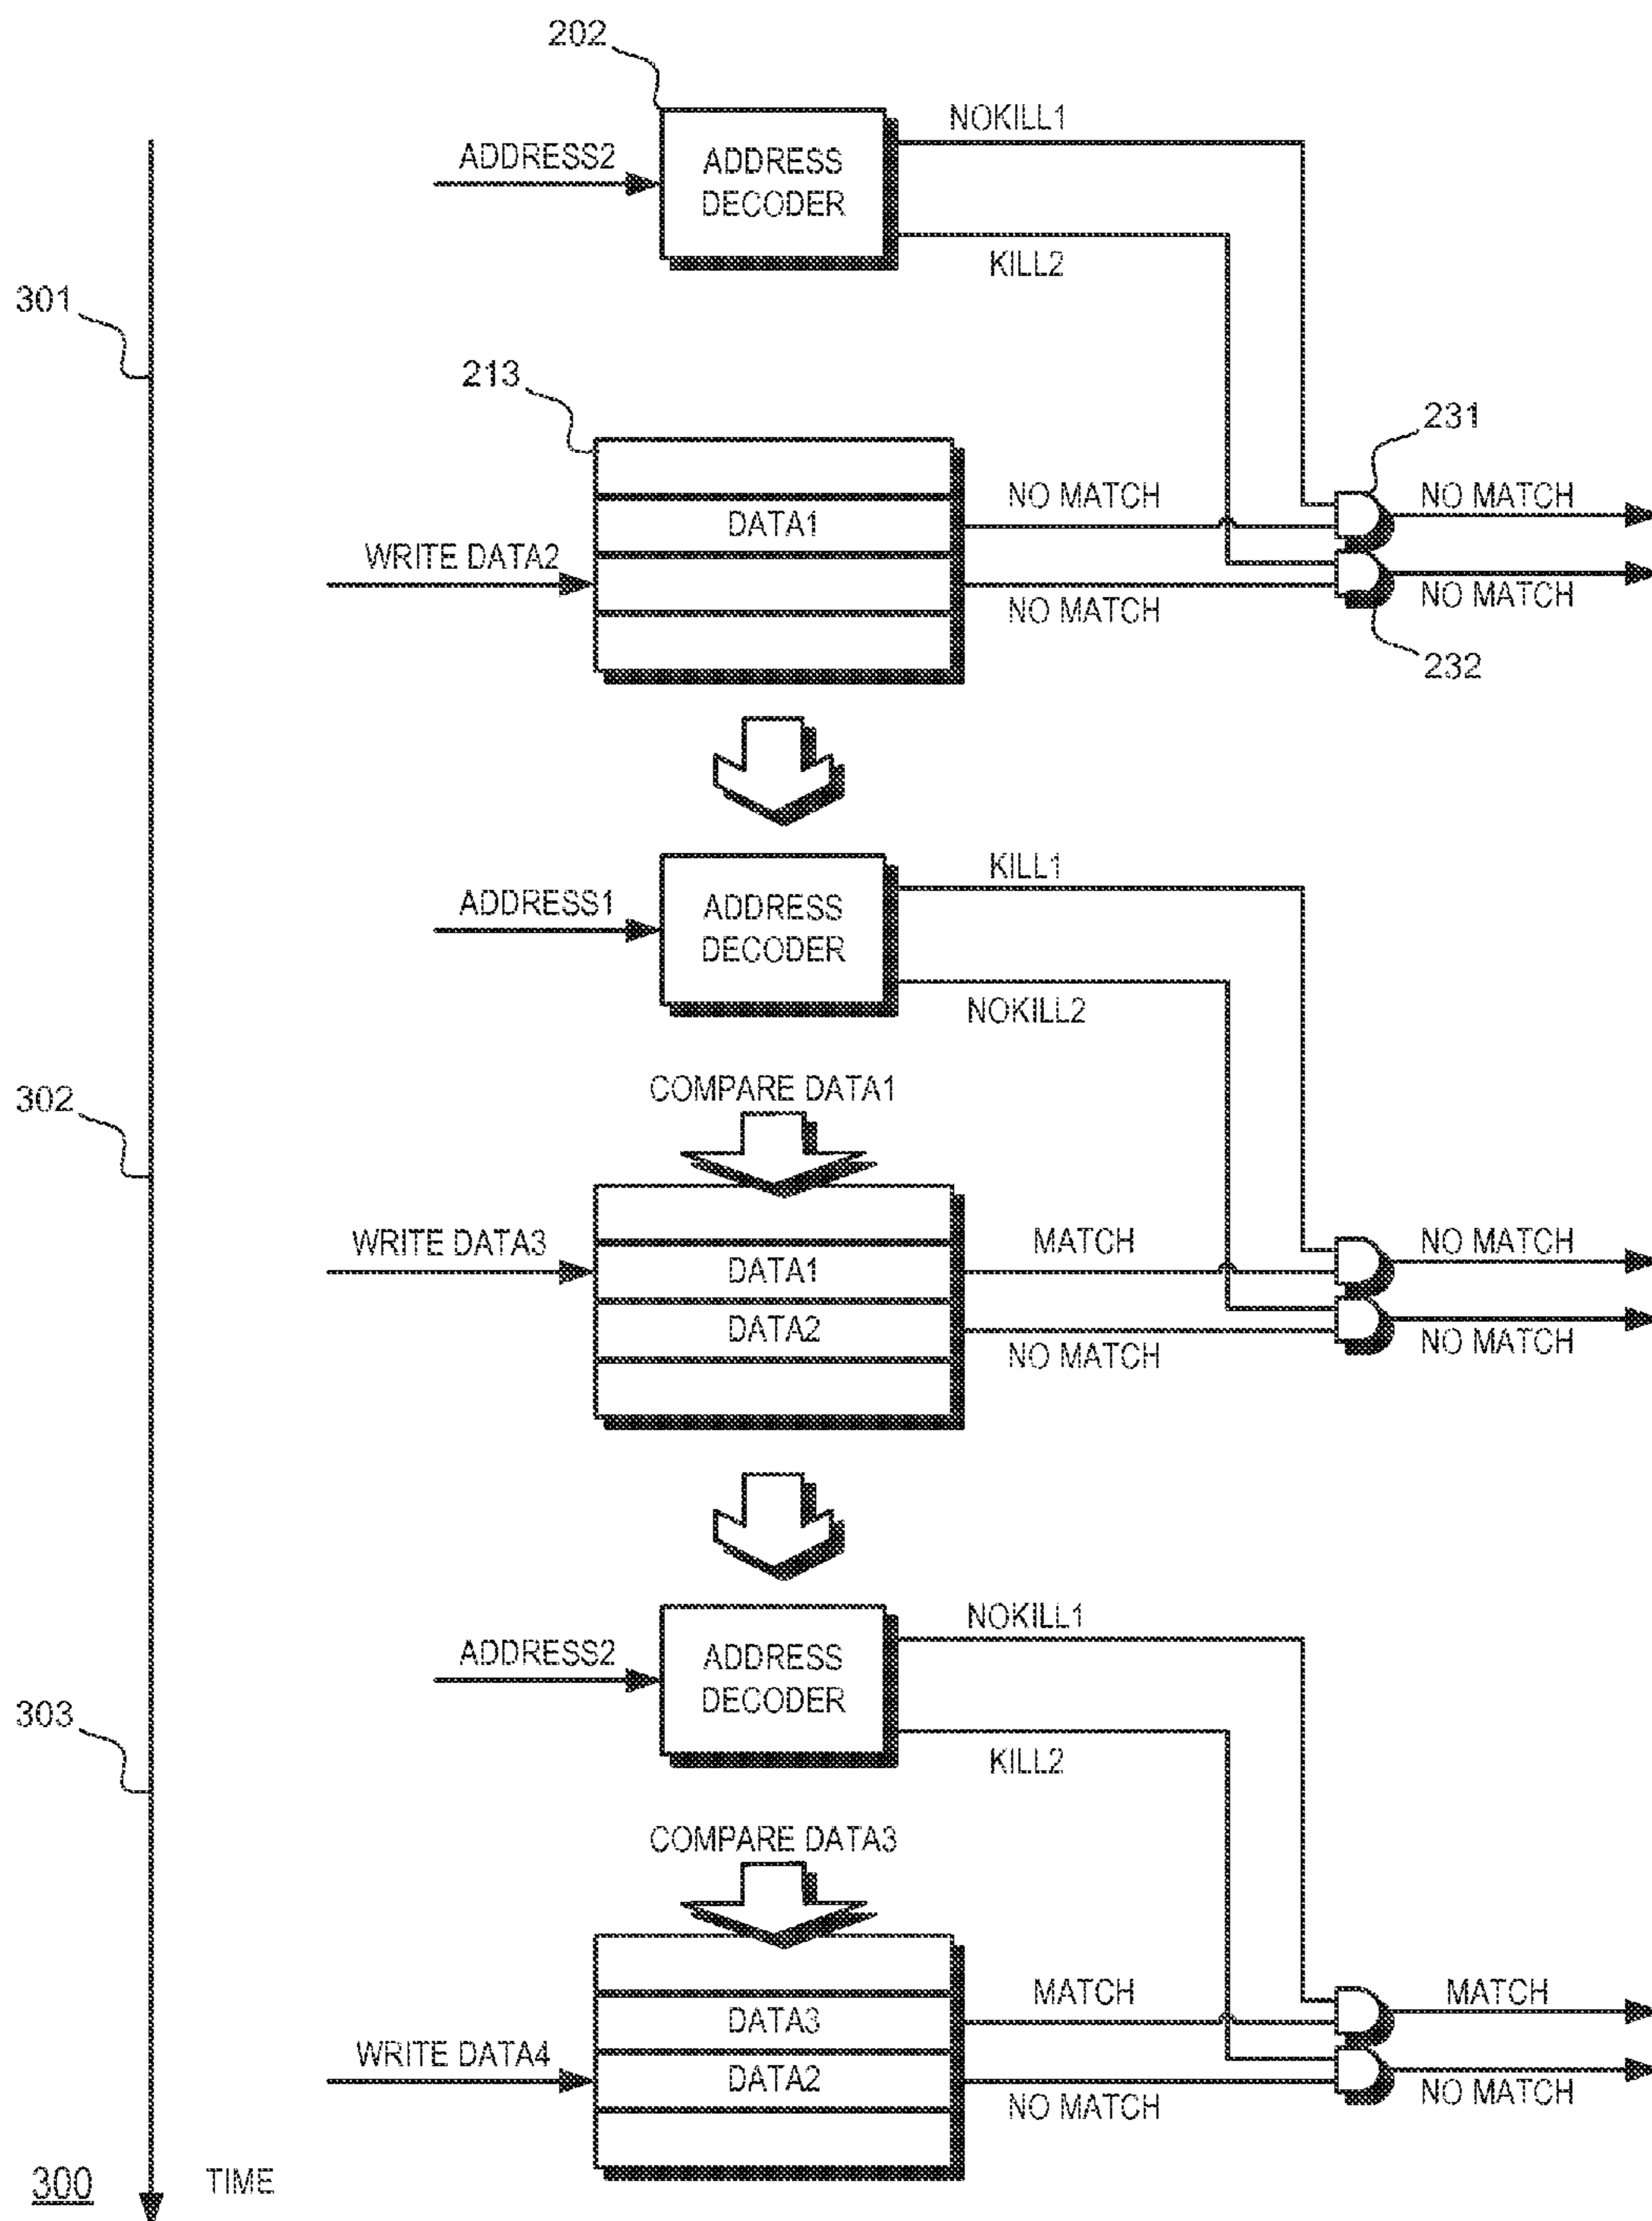 202
NOKILL1
ADDRESS2
ADDRESS
DECODER
KILL2
301
213
231
NO MATCH
NO MATCH
DATA1
WRITE DATA2
NO MATCH
NO MATCH
232
KILL1
ADDRESS1
ADDRESS
DECODER
NOKILL2
COMPARE DATA1
302
WRITE DATA3
MATCH
NO MATCH
DATA1
DATA2
NO MATCH
NO MATCH
NOKILL1
ADDRESS2
ADDRESS
DECODER
303
KILL2
COMPARE DATA3
MATCH
MATCH
DATA3
WRITE DATA4
DATA2
NO MATCH
NO MATCH
300
TIME